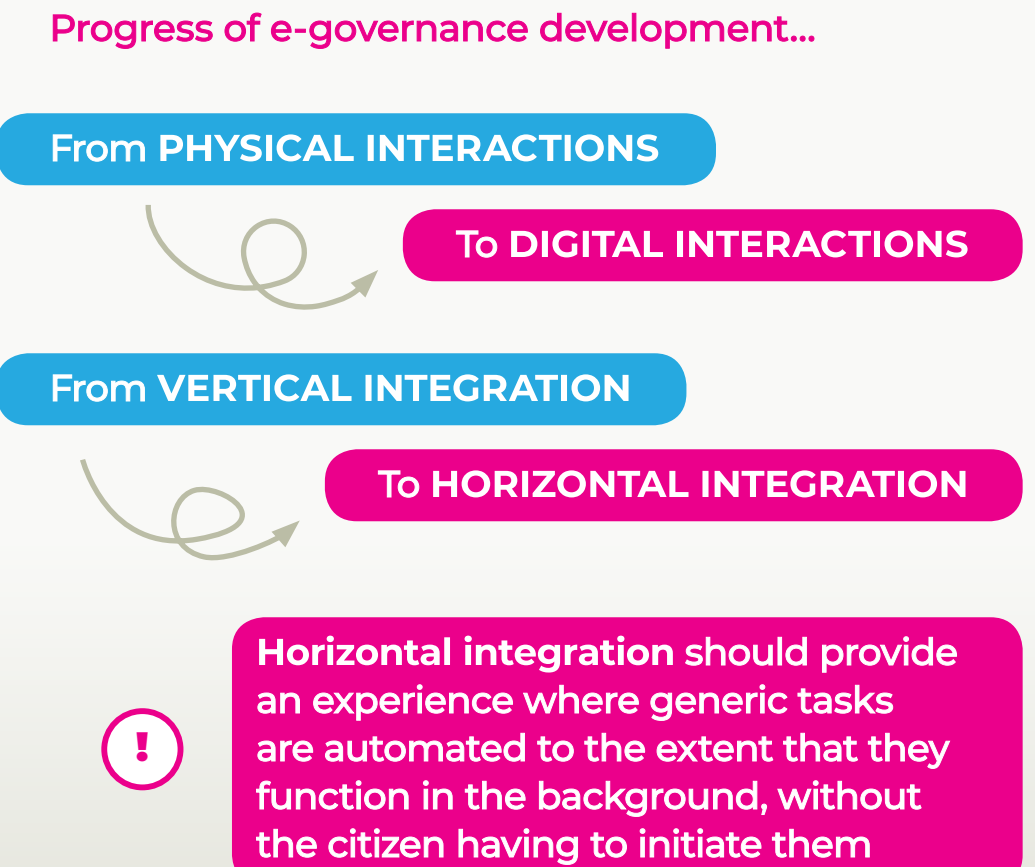 Progress of e-governance development...
From PHYSICAL INTERACTIONS
To DIGITAL INTERACTIONS
From VERTICAL INTEGRATION
To HORIZONTAL INTEGRATION
Horizontal integration should provide
an experience where generic tasks
! are automated to the extent that they
function in the background, without
the citizen having to initiate them